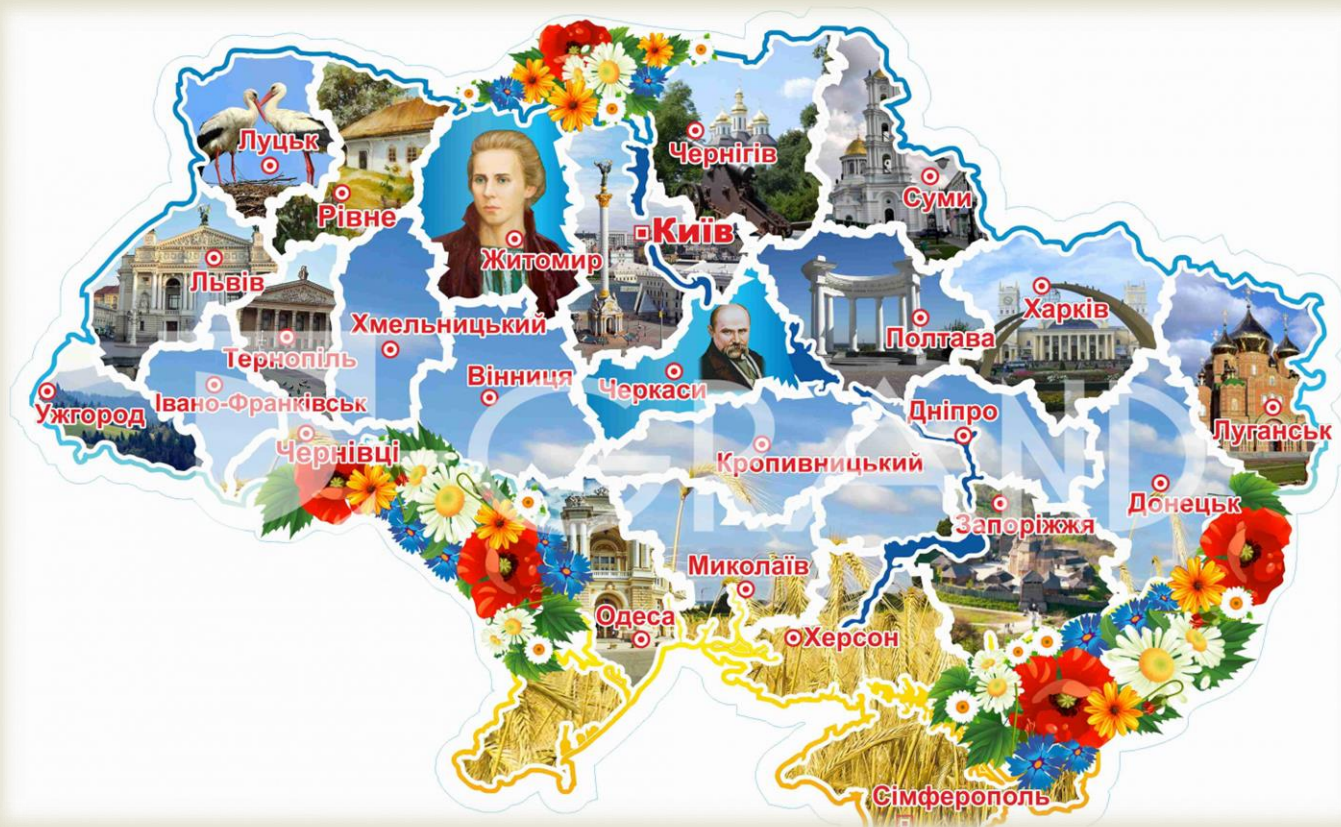 Луцьк
Рівне
Житомир
Київ
Чернігів
Суми
Львів
Тернопіль
Хмельницький
Вінниця
Черкаси
Полтава
Харків
Луганськ
Ужгород
Івано-Франківськ
Чернівці
Кропивницький
Дніпро
Донецьк
Запоріжжя
Миколаїв
Одеса
Херсон
Сімферополь
GRAND